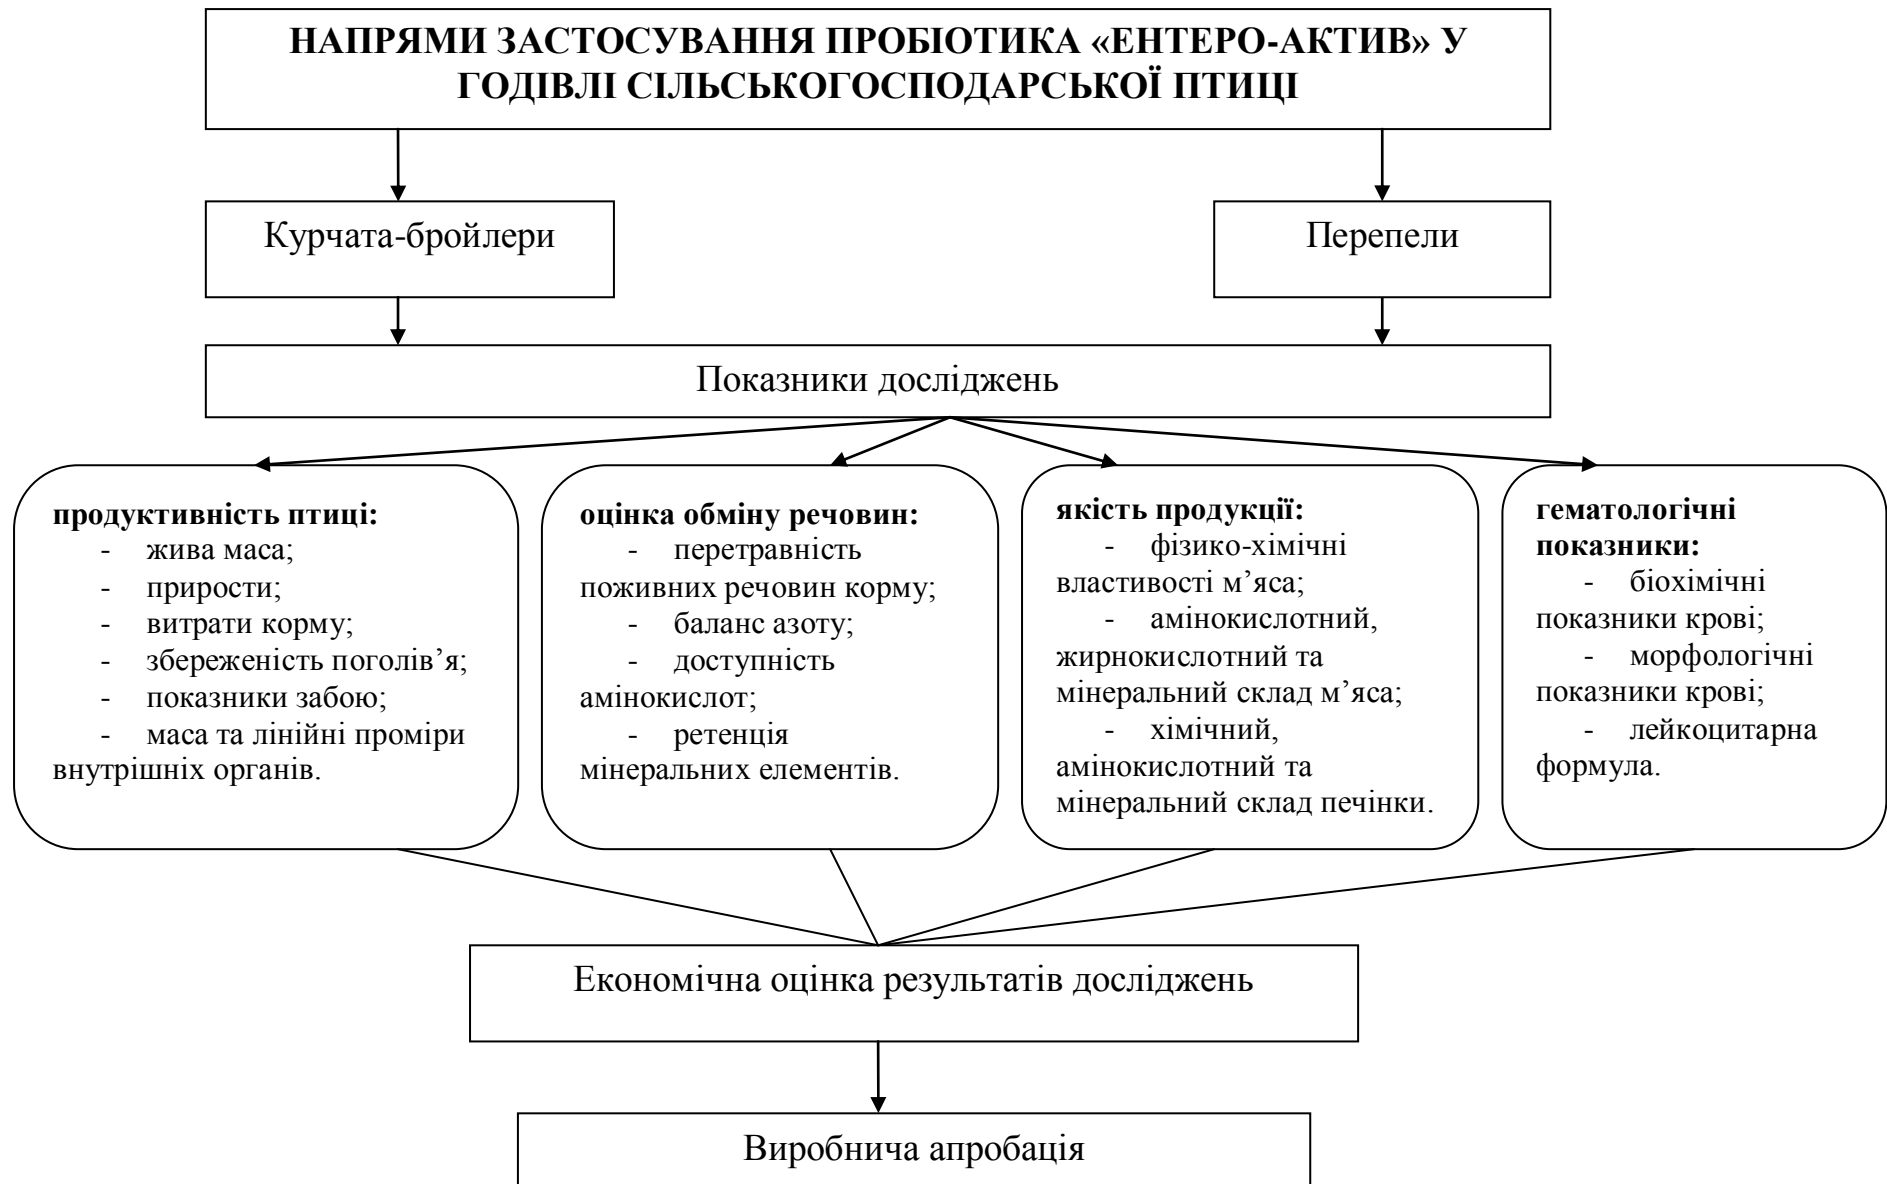 НАПРЯМИ ЗАСТОСУВАННЯ ПРОБІОТИКА «ЕНТЕРО-АКТИВ» У
ГОДІВЛІ СІЛЬСЬКОГОСПОДАРСЬКОЇ ПТИЦІ
Курчата-бройлери
Перепели
Показники досліджень
продуктивність птиці:
- жива маса;
- прирости;
- витрати корму;
- збереженість поголів’я;
- показники забою;
- маса та лінійні проміри
внутрішніх органів.
оцінка обміну речовин:
- перетравність
поживних речовин корму;
- баланс азоту;
- доступність
амінокислот;
- ретенція
мінеральних елементів.
якість продукції:
- фізико-хімічні
властивості м’яса;
- амінокислотний,
жирнокислотний та
мінеральний склад м’яса;
- хімічний,
амінокислотний та
мінеральний склад печінки.
гематологічні
показники:
- біохімічні
показники крові;
- морфологічні
показники крові;
- лейкоцитарна
формула.
Економічна оцінка результатів досліджень
Виробнича апробація